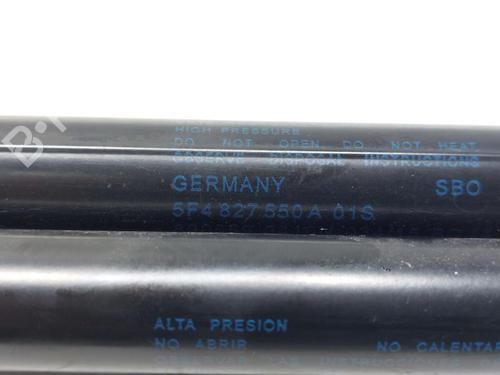 HIGH PRESSURE
DO NOT OPEN DO NOT HEAT
OBSERVE DISPOSAL INSTRUCTIONS
GERMANY SBO
5F4 827 550 A 01S
ALTA PRESION
NO ABRIR NO CALENTAR